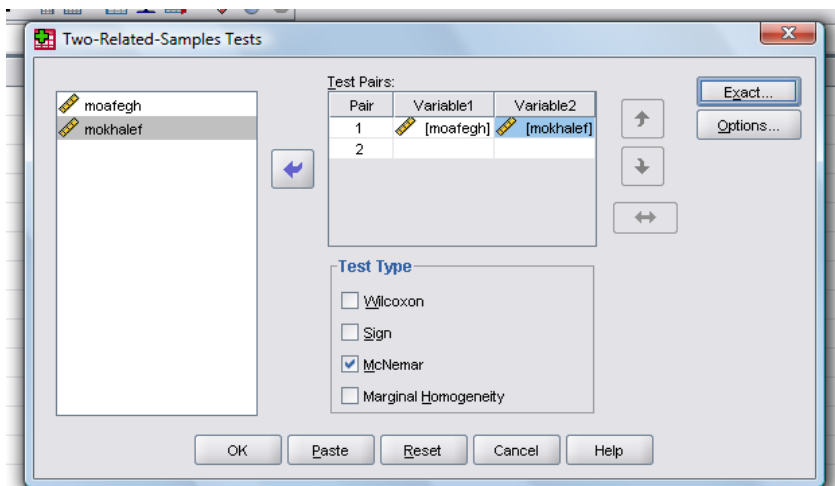 Two-Related-Samples Tests
X
moafegh
mokhalef
Test Pairs:
Pair Variable1 Variable2
1 [moafegh] [mokhalef]
2
Exact...
Options...
Test Type
Wilcoxon
Sign
McNemar
Marginal Homogeneity
OK Paste Reset Cancel Help